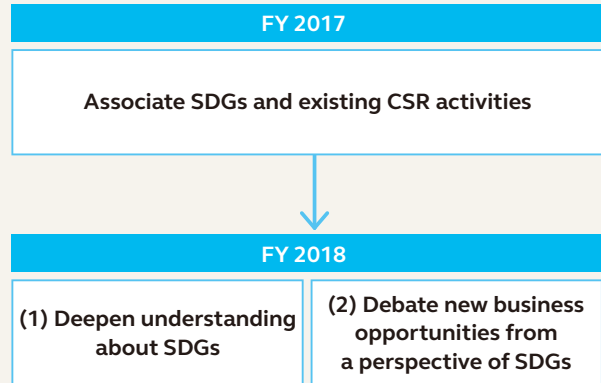 FY 2017
Associate SDGs and existing CSR activities
FY 2018
(1) Deepen understanding
about SDGs
(2) Debate new business
opportunities from
a perspective of SDGs